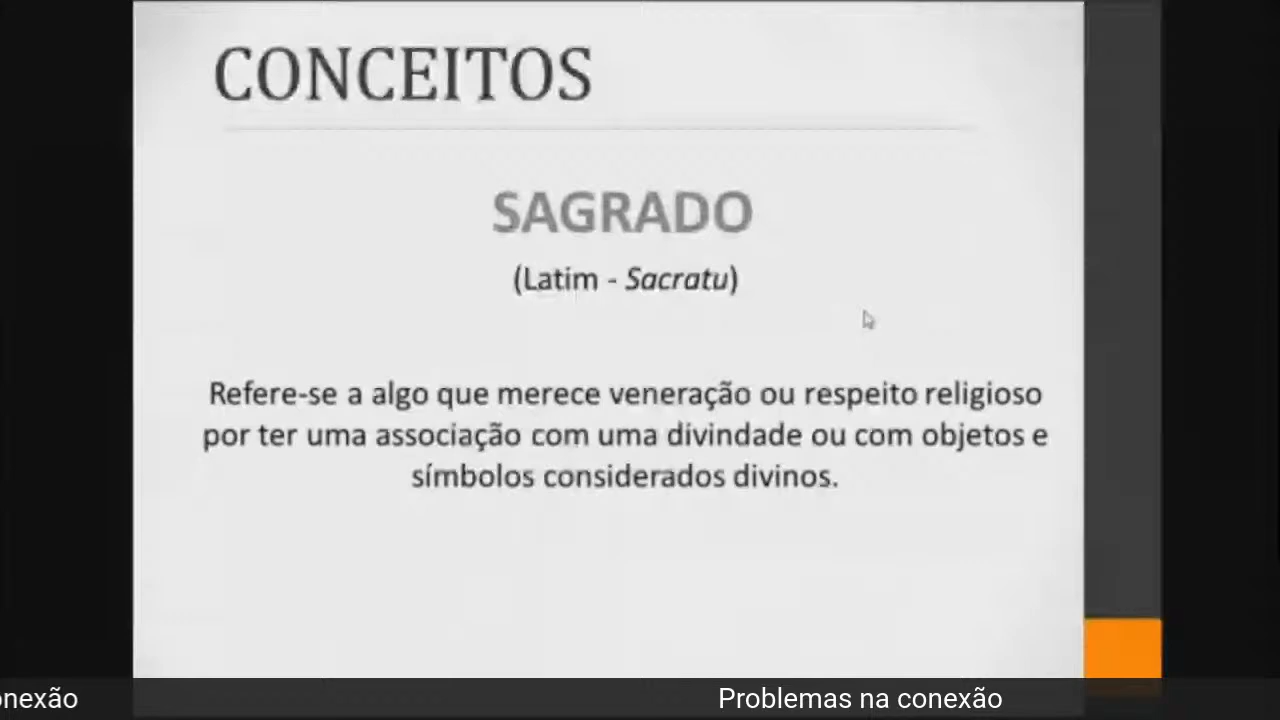 CONCEITOS
SAGRADO
(Latim - Sacratu)
Refere-se a algo que merece veneração ou respeito religioso
por ter uma associação com uma divindade ou com objetos e
símbolos considerados divinos.
onexão Problemas na conexão